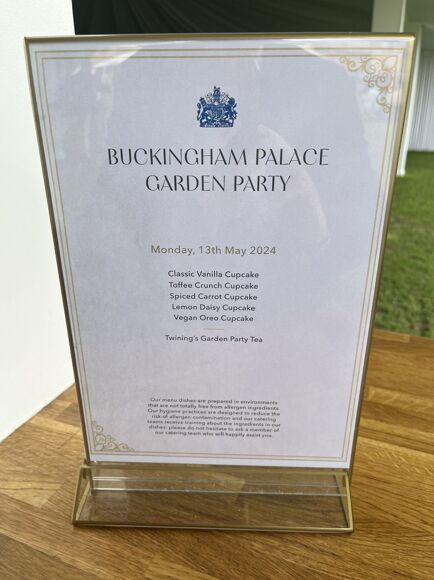 BUCKINGHAM PALACE
GARDEN PARTY
Monday, 13th May 2024
Classic Vanilla Cupcake
Toffee Crunch Cupcake
Spiced Carrot Cupcake
Lemon Daisy Cupcake
Vegan Oreo Cupcake
Twining's Garden Party Tea
Our menu dishes are prepared in environments
that are not totally free from allergen ingredients.
Our hygiene practices are designed to reduce the
risk of allergen contamination and our catering
teams receive training about the ingredients in our
dishes: please do not hesitate to ask a member of
our catering team who will happily assist you.